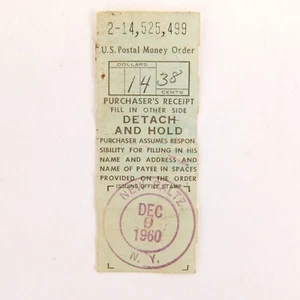 2-14,525,499
U.S. Postal Money Order
DOLLARS
14 38
CENTS
PURCHASER'S RECEIPT
FILL IN OTHER SIDE
DETACH
AND HOLD
PURCHASER ASSUMES RESPON-
SIBILITY FOR FILLING IN HIS
NAME AND ADDRESS AND
NAME OF PAYEE IN SPACES
PROVIDED ON THE ORDER
ISSUING OFFICE STAMP
NEW PALTZ
DEC
9
1960
N. Y.